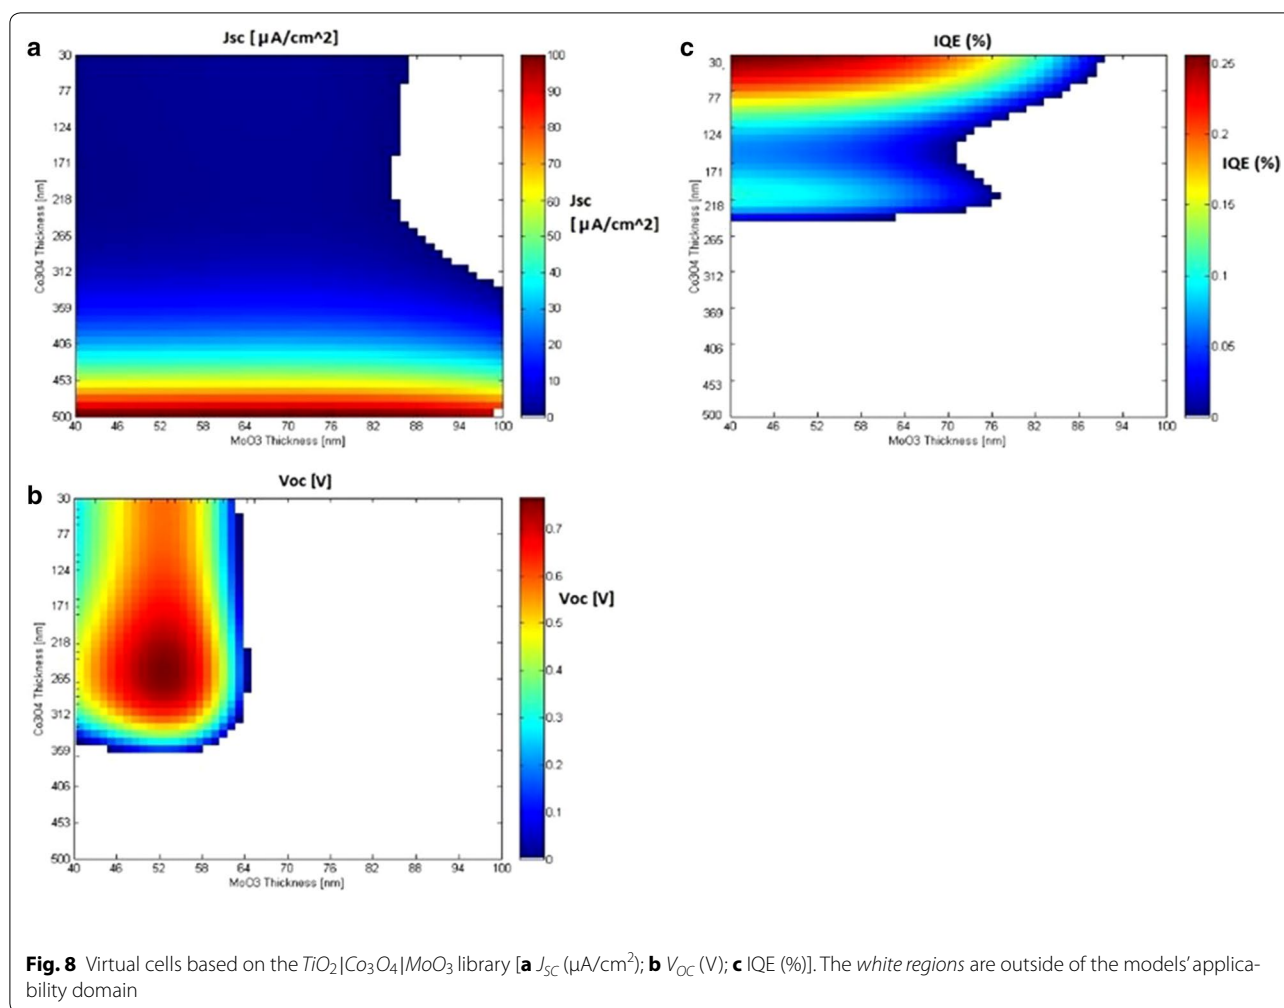 a
Jsc [ µA/cm^2]
30
77
124
171
218
265
312
359
406
453
500
Co3O4 Thickness [nm]
40 46 52 58 64 70 76 82 88 94 100
MoO3 Thickness [nm]
100
90
80
70
60
50
40
30
20
10
0
Jsc
[ µA/cm^2]
c
IQE (%)
30
77
124
171
218
265
312
369
406
453
500
Co3O4 Thickness [nm]
40 46 52 58 64 70 76 86 94 100
MoO3 Thickness [nm]
0.25
0.2
0.15
0.1
0.05
0
IQE (%)
b
Voc [V]
30
77
124
171
218
265
312
359
406
453
500
Co3O4 Thickness [nm]
40 46 52 58 64 70 76 82 88 94 100
MoO3 Thickness [nm]
0.7
0.6
0.5
0.4
0.3
0.2
0.1
0
Voc [V]
Fig. 8 Virtual cells based on the TiO₂|Co₃O₄|MoO₃ library [a J_SC (µA/cm²); b V_OC (V); c IQE (%)]. The white regions are outside of the models’ applica-
bility domain